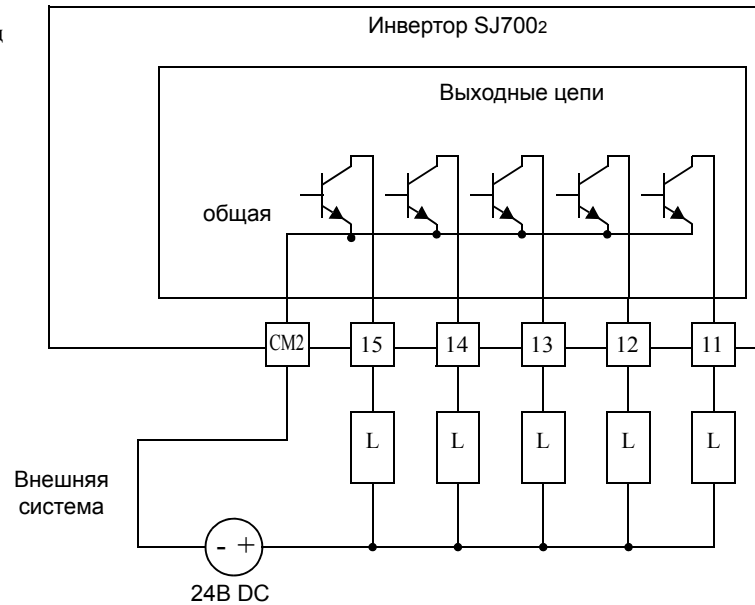 Инвертор SJ7002
д
Выходные цепи
общая
CM2 15 14 13 12 11
L L L L L
Внешняя
система
- +
24В DC